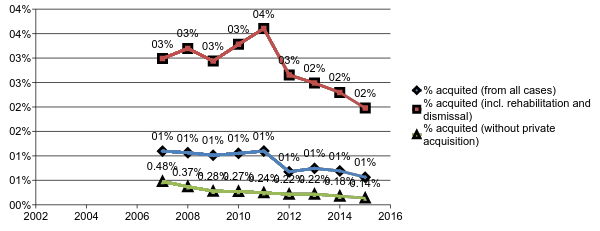 04%
04%
03%
03%
02%
02%
01%
01%
00%
2002 2004 2006 2008 2010 2012 2014 2016
03% 03% 03% 03% 04% 03% 02% 02% 02%
01% 01% 01% 01% 01% 01% 01% 01% 01%
0.48% 0.37% 0.28% 0.27% 0.24% 0.22% 0.22% 0.18% 0.14%
% acquited (from all cases)
% acquited (incl. rehabilitation and
dismissal)
% acquited (without private
acquisition)